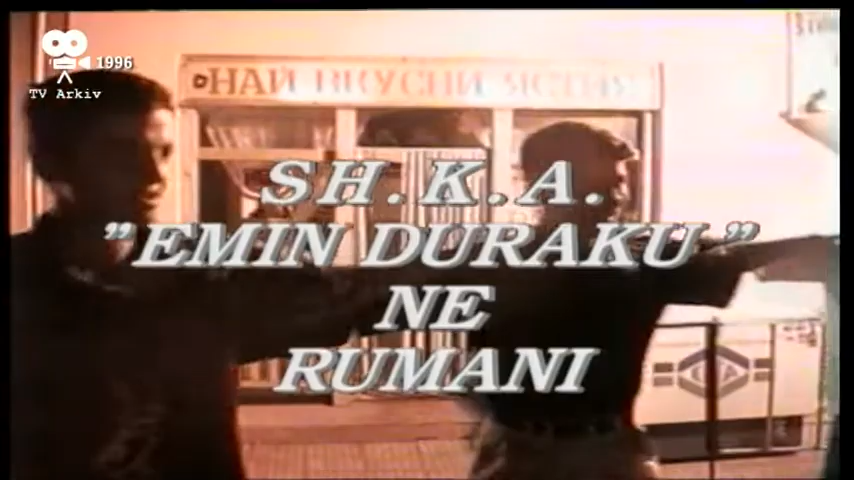 1996
TV Arkiv
НАЙ ВКУСНИ
SH.K.A.
"EMIN DURAKU"
NE
RUMANI